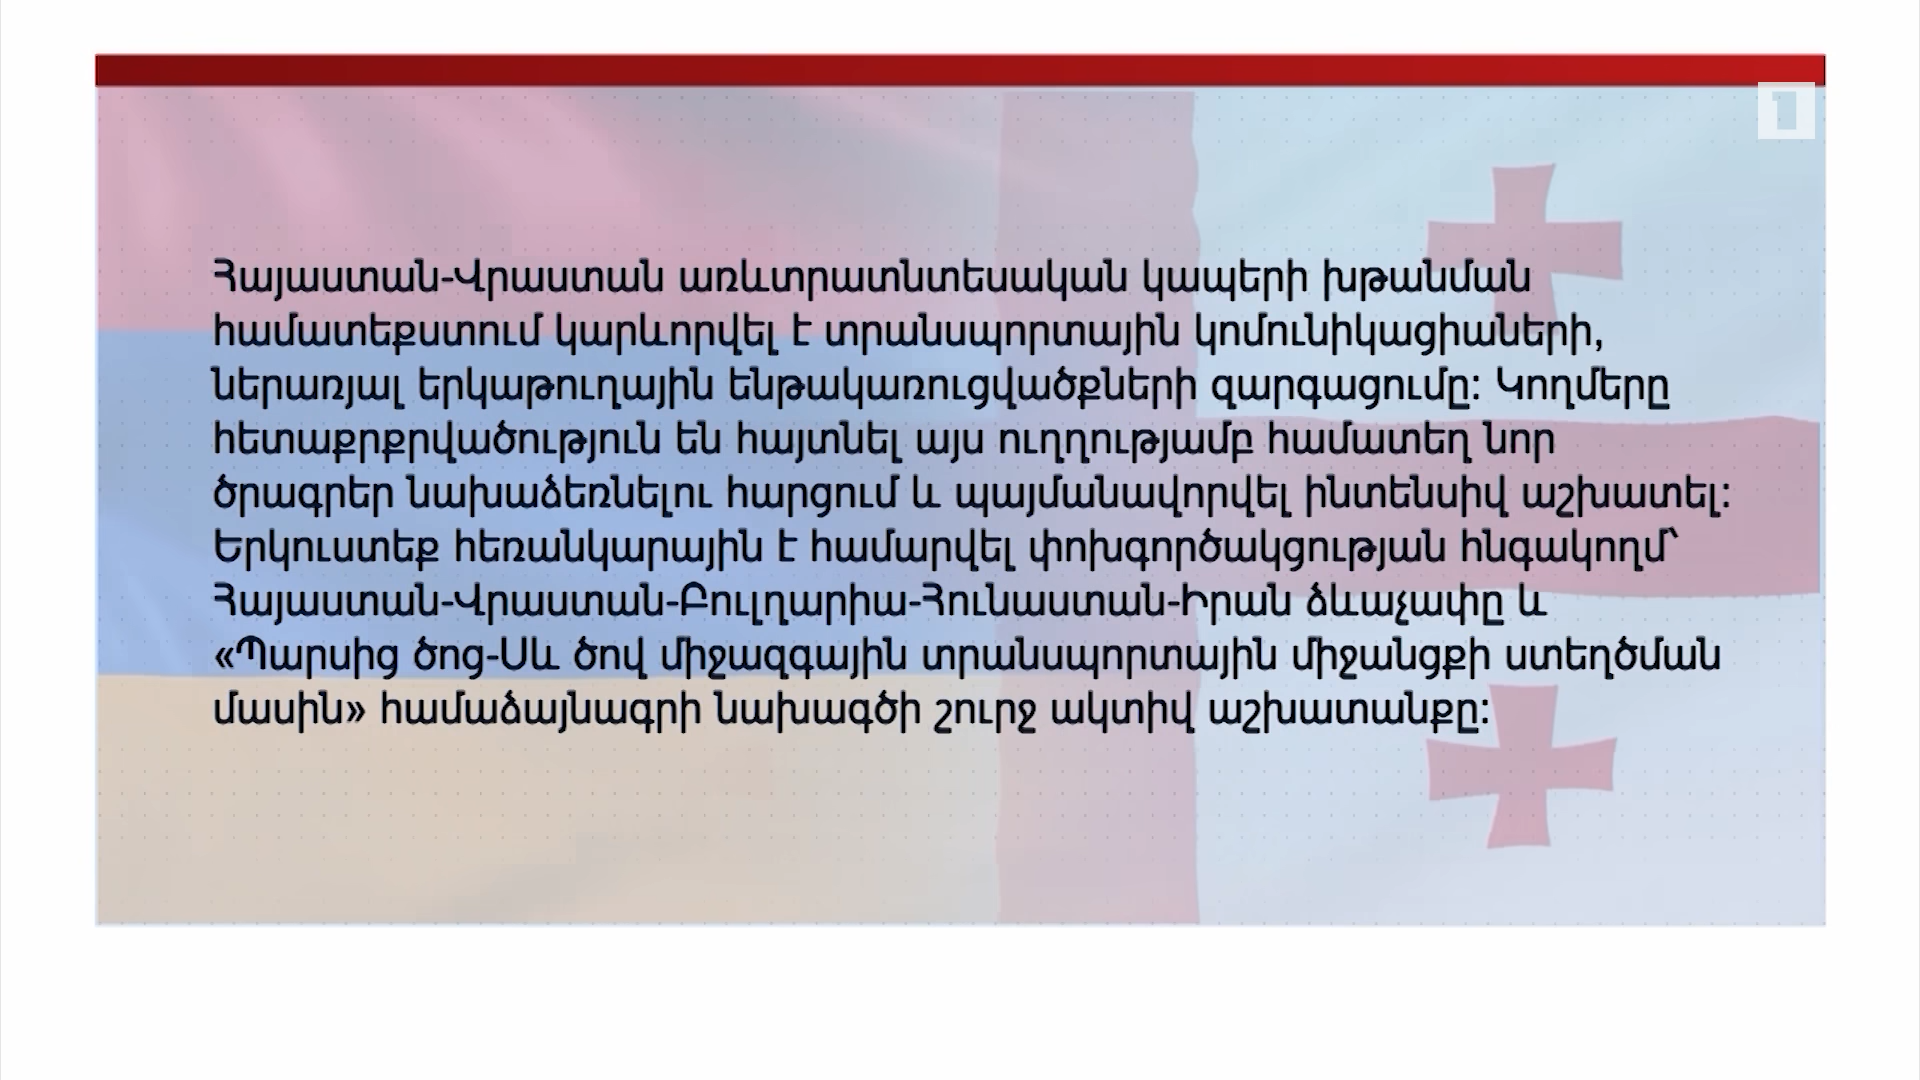 1
Հայաստան-Վրաստան առևտրատնտեսական կապերի խթանման
համատեքստում կարևորվել է տրանսպորտային կոմունիկացիաների,
ներառյալ երկաթուղային ենթակառուցվածքների զարգացումը: Կողմերը
հետաքրքրվածություն են հայտնել այս ուղղությամբ համատեղ նոր
ծրագրեր նախաձեռնելու հարցում և պայմանավորվել ինտենսիվ աշխատել:
Երկուստեք հեռանկարային է համարվել փոխգործակցության հնգակողմ՝
Հայաստան-Վրաստան-Բուլղարիա-Հունաստան-Իրան ձևաչափը և
«Պարսից ծոց-Սև ծով միջազգային տրանսպորտային միջանցքի ստեղծման
մասին» համաձայնագրի նախագծի շուրջ ակտիվ աշխատանքը: